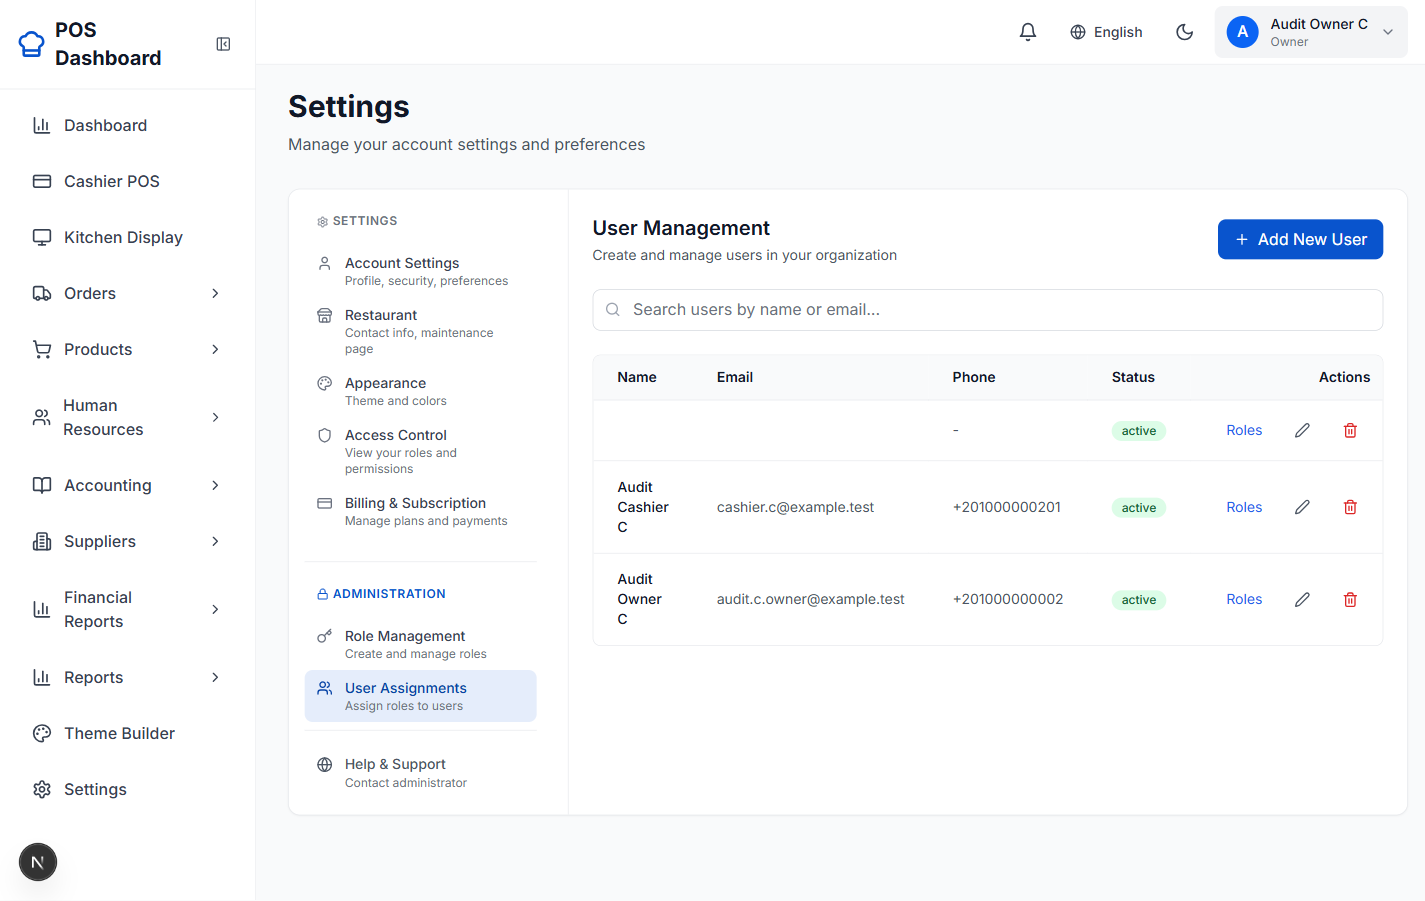 POS
Dashboard
English
A
Audit Owner C
Owner
Dashboard
Cashier POS
Kitchen Display
Orders
Products
Human
Resources
Accounting
Suppliers
Financial
Reports
Reports
Theme Builder
Settings
N
Settings
Manage your account settings and preferences
SETTINGS
Account Settings
Profile, security, preferences
Restaurant
Contact info, maintenance
page
Appearance
Theme and colors
Access Control
View your roles and
permissions
Billing & Subscription
Manage plans and payments
ADMINISTRATION
Role Management
Create and manage roles
User Assignments
Assign roles to users
Help & Support
Contact administrator
User Management
Create and manage users in your organization
+ Add New User
Search users by name or email...
Name Email Phone Status Actions
- active Roles
Audit
Cashier
C
cashier.c@example.test +201000000201 active Roles
Audit
Owner
C
audit.c.owner@example.test +201000000002 active Roles